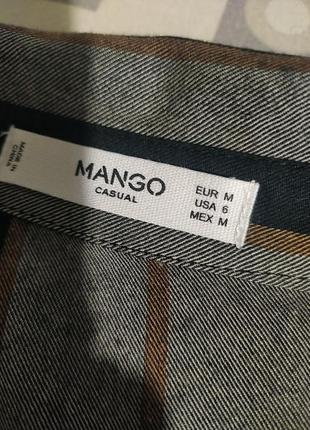 MADE IN
CHINA
MANGO
CASUAL
EUR M
USA 6
MEX M